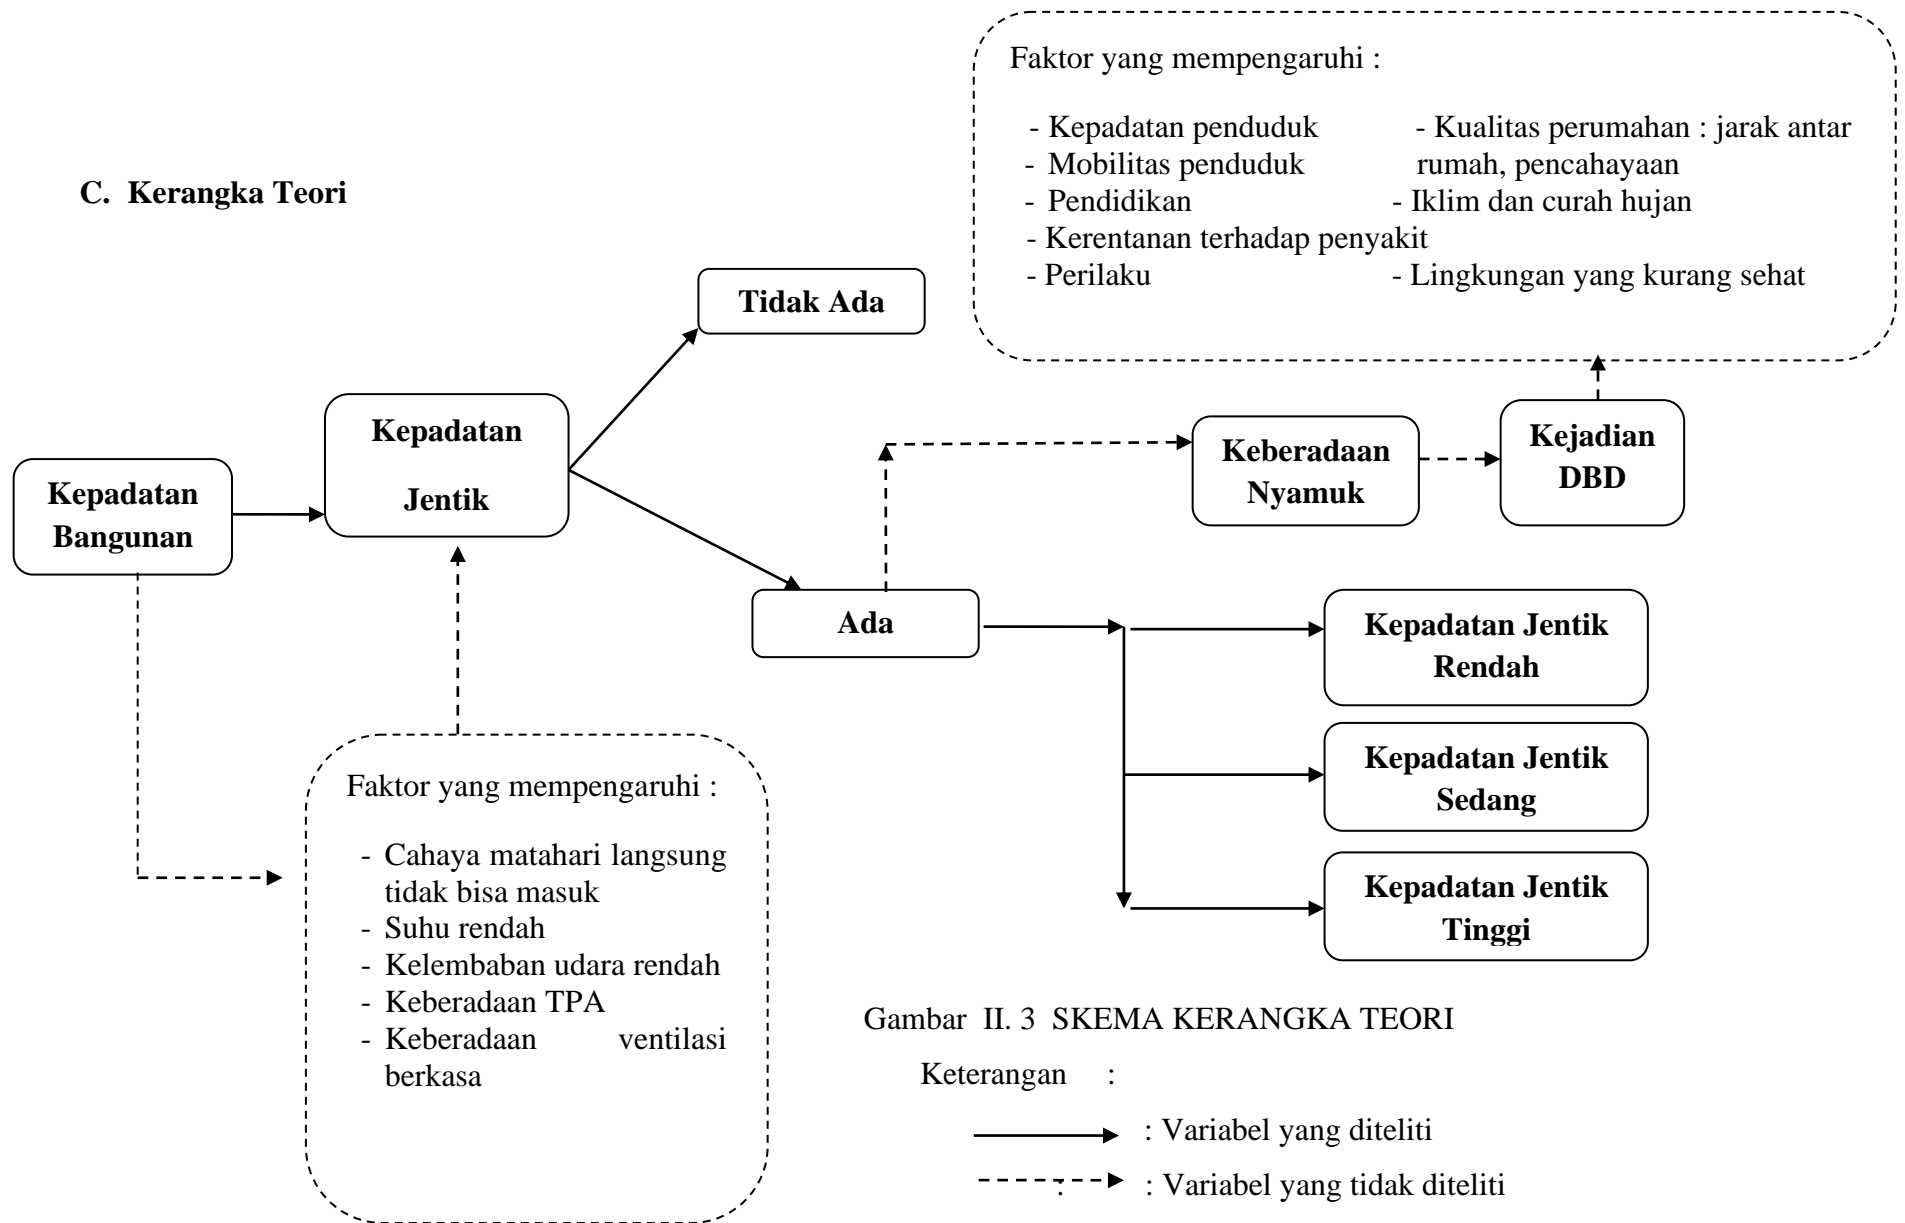 Faktor yang mempengaruhi :
- Kepadatan penduduk - Kualitas perumahan : jarak antar
- Mobilitas penduduk rumah, pencahayaan
- Pendidikan - Iklim dan curah hujan
- Kerentanan terhadap penyakit
- Perilaku - Lingkungan yang kurang sehat
C. Kerangka Teori
Tidak Ada
Kepadatan
Jentik
Kepadatan
Bangunan
Keberadaan
Nyamuk
Kejadian
DBD
Ada
Kepadatan Jentik
Rendah
Kepadatan Jentik
Sedang
Kepadatan Jentik
Tinggi
Faktor yang mempengaruhi :
- Cahaya matahari langsung
tidak bisa masuk
- Suhu rendah
- Kelembaban udara rendah
- Keberadaan TPA
- Keberadaan ventilasi
berkasa
Gambar II. 3 SKEMA KERANGKA TEORI
Keterangan :
: Variabel yang diteliti
: : Variabel yang tidak diteliti